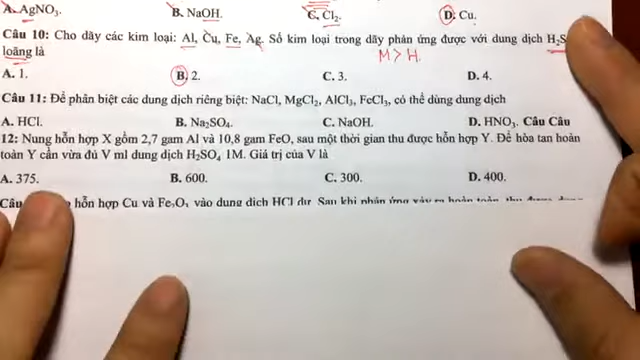 A. AgNO₃. B. NaOH. C. Cl₂. D. Cu.
Câu 10: Cho dãy các kim loại: Al, Cu, Fe, Ag. Số kim loại trong dãy phản ứng được với dung dịch
loãng là M > H
A. 1. B. 2. C. 3. D. 4.
Câu 11: Để phân biệt các dung dịch riêng biệt: NaCl, MgCl₂, AlCl₃, FeCl₃, có thể dùng dung dịch
A. HCl. B. Na₂SO₄. C. NaOH. D. HNO₃. Câu Câu
12: Nung hỗn hợp X gồm 2,7 gam Al và 10,8 gam FeO, sau một thời gian thu được hỗn hợp Y. Để hòa tan hoàn
toàn Y cần vừa đủ V ml dung dịch H₂SO₄ 1M. Giá trị của V là
A. 375. B. 600. C. 300. D. 400.
Câu hỗn hợp Cu và Fe₂O₃ vào dung dịch HCl dư. Sau khi phản ứng xảy ra hoàn toàn, thu được